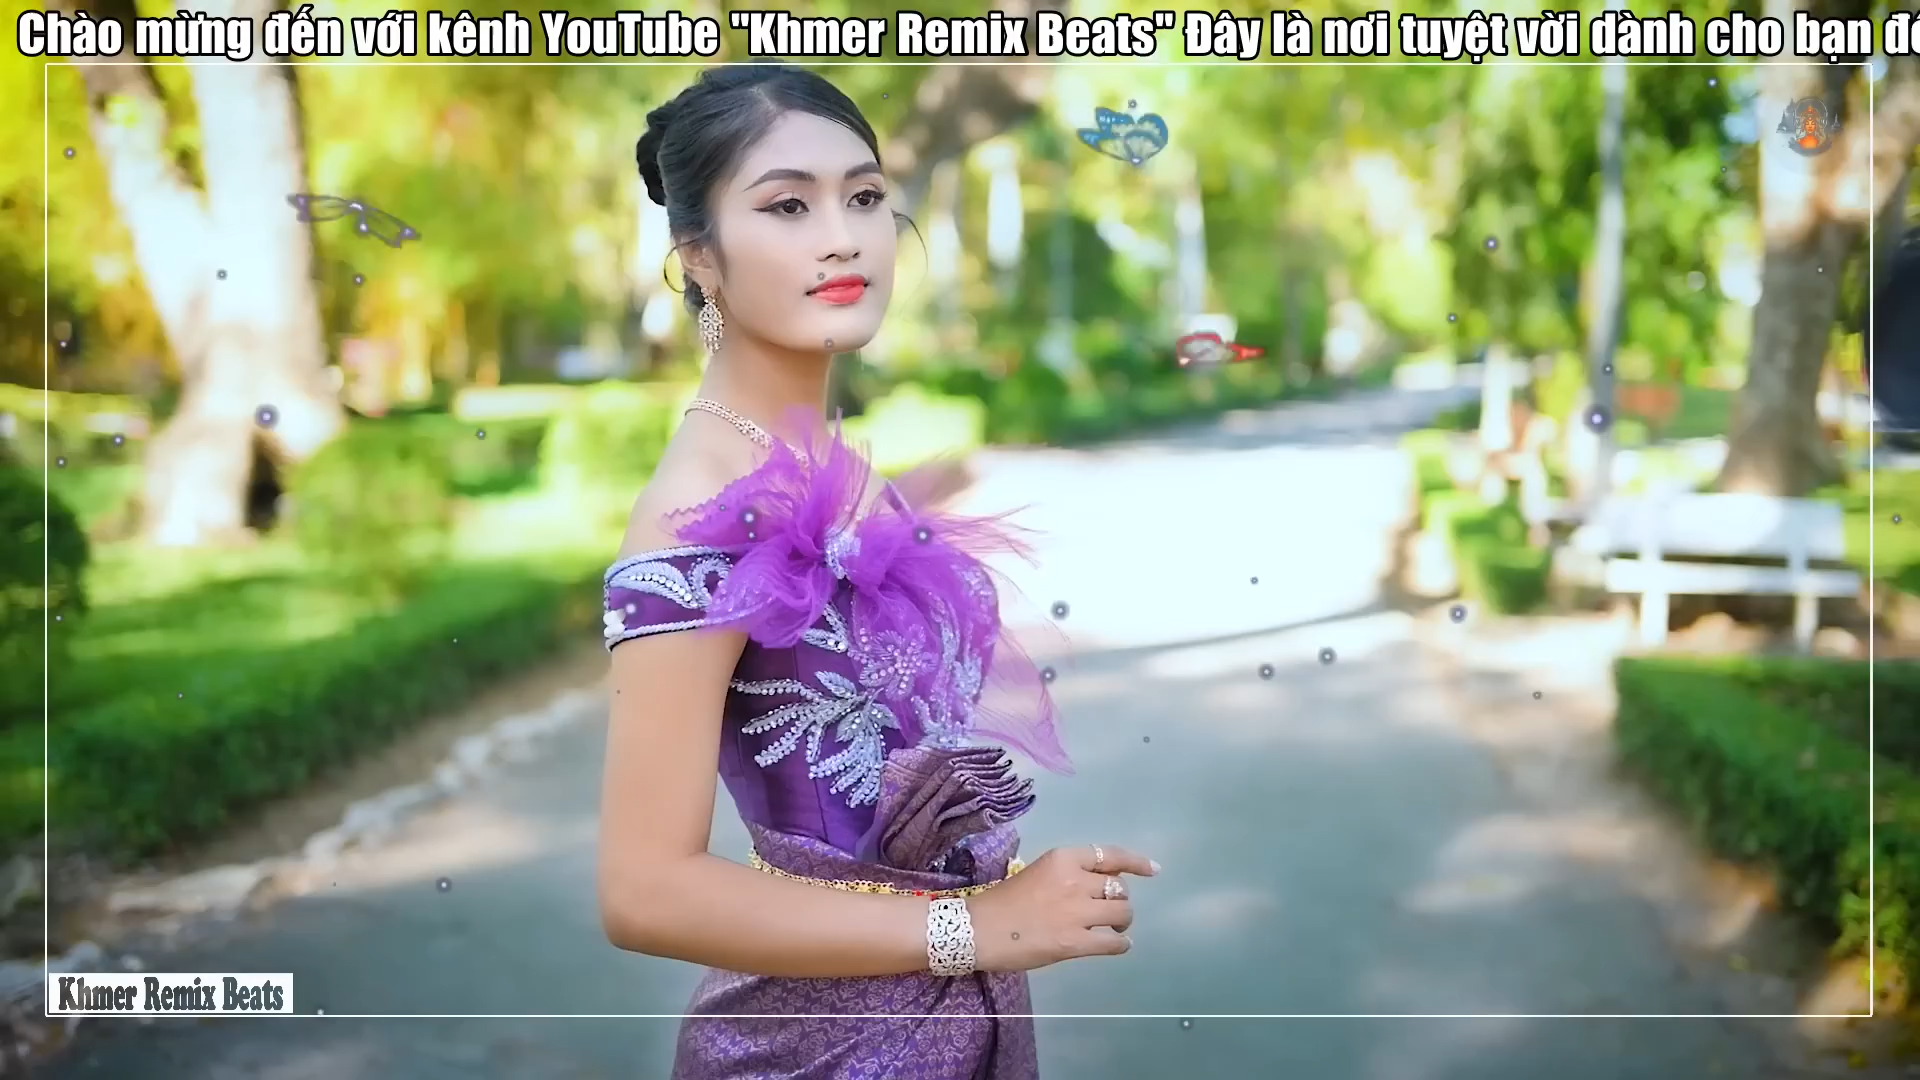 Chào mừng đến với kênh YouTube "Khmer Remix Beats" Đây là nơi tuyệt vời dành cho bạn
Khmer Remix Beats